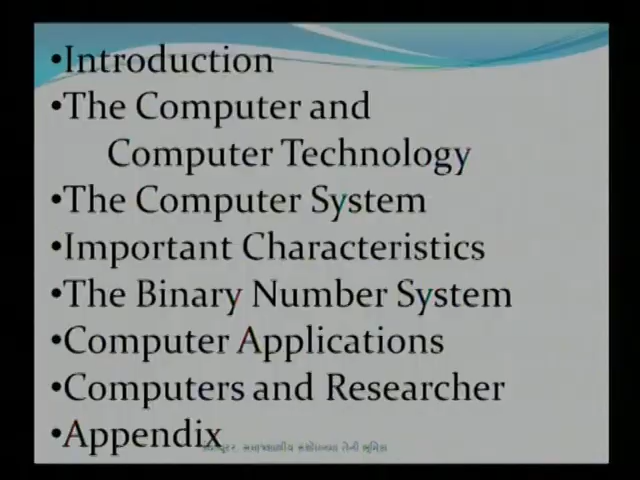 •Introduction
•The Computer and
Computer Technology
•The Computer System
•Important Characteristics
•The Binary Number System
•Computer Applications
•Computers and Researcher
•Appendix
તેની ભૂમિકા